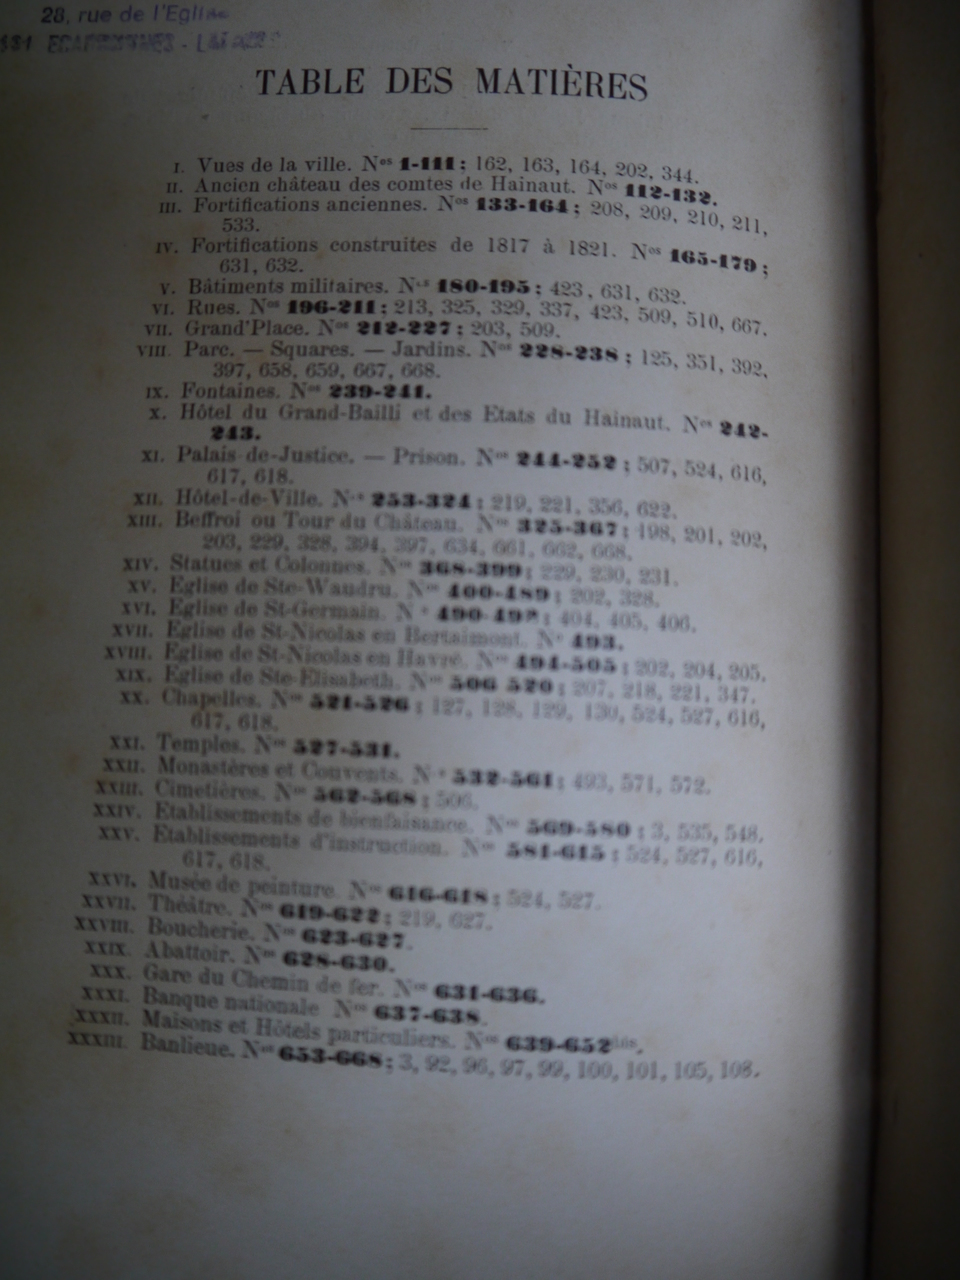 28, rue de l'Eglise
TABLE DES MATIÈRES
I. Vues de la ville. Nos 1-111 ; 162, 163, 164, 202, 344.
II. Ancien château des comtes de Hainaut. Nos 112-132.
III. Fortifications anciennes. Nos 133-164 ; 208, 209, 210, 211,
533.
IV. Fortifications construites de 1817 à 1821. Nos 165-179 ;
631, 632.
V. Bâtiments militaires. Nos 180-195 ; 423, 631, 632.
VI. Rues. Nos 196-211 ; 213, 325, 329, 337, 423, 509, 510, 667.
VII. Grand'Place. Nos 212-227 ; 203, 509.
VIII. Parc. — Squares. — Jardins. Nos 228-238 ; 125, 351, 392,
397, 658, 659, 667, 668.
IX. Fontaines. Nos 239-241.
X. Hôtel du Grand-Bailli et des Etats du Hainaut. Nos 242-
243.
XI. Palais de-Justice. — Prison. Nos 244-252 ; 507, 524, 616,
617, 618.
XII. Hôtel-de-Ville. Nos 253-324 ; 219, 221, 356, 622.
XIII. Beffroi ou Tour du Château. Nos 325-367 ; 198, 201, 202,
203, 229, 328, 394, 397, 634, 661, 662, 668.
XIV. Statues et Colonnes. Nos 368-399 ; 229, 230, 231.
XV. Eglise de Ste-Waudru. Nos 400-489 ; 202, 328.
XVI. Eglise de St-Germain. Nos 490-492 ; 404, 405, 406.
XVII. Eglise de St-Nicolas en Bertaimont. No 493.
XVIII. Eglise de St-Nicolas en Havré. Nos 494-505 ; 202, 204, 205.
XIX. Eglise de Ste-Elisabeth. Nos 506-520 ; 207, 218, 221, 347.
XX. Chapelles. Nos 521-526 ; 127, 128, 129, 130, 524, 527, 616,
617, 618.
XXI. Temples. Nos 527-531.
XXII. Monastères et Couvents. Nos 532-561 ; 493, 571, 572.
XXIII. Cimetières. Nos 562-568 ; 506.
XXIV. Etablissements de bienfaisance. Nos 569-580 ; 3, 535, 548.
XXV. Etablissements d'instruction. Nos 581-615 ; 524, 527, 616,
617, 618.
XXVI. Musée de peinture. Nos 616-618 ; 524, 527.
XXVII. Théâtre. Nos 619-622 ; 219, 627.
XXVIII. Boucherie. Nos 623-627.
XXIX. Abattoir. Nos 628-630.
XXX. Gare du Chemin de fer. Nos 631-636.
XXXI. Banque nationale Nos 637-638.
XXXII. Maisons et Hôtels particuliers. Nos 639-652bis.
XXXIII. Banlieue. Nos 653-668 ; 3, 92, 96, 97, 99, 100, 101, 105, 108.